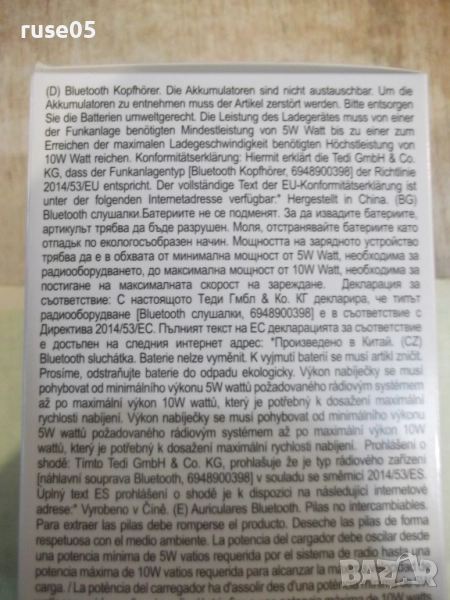 ruse05
(D) Bluetooth Kopfhörer. Die Akkumulatoren sind nicht austauschbar. Um die
Akkumulatoren zu entnehmen muss der Artikel zerstört werden. Bitte entsorgen
Sie die Batterien umweltgerecht. Die Leistung des Ladegerätes muss von einer
der Funkanlage benötigten Mindestleistung von 5W Watt bis zu einer zum
Erreichen der maximalen Ladegeschwindigkeit benötigten Höchstleistung von
10W Watt reichen. Konformitätserklärung: Hiermit erklärt die Tedi GmbH & Co.
KG, dass der Funkanlagentyp [Bluetooth Kopfhörer, 6948900398] der Richtlinie
2014/53/EU entspricht. Der vollständige Text der EU-Konformitätserklärung ist
unter der folgenden Internetadresse verfügbar:* Hergestellt in China. (BG)
Bluetooth слушалки.Батериите не се подменят. За да извадите батериите,
артикулът трябва да бъде разрушен. Моля, отстранявайте батериите като
отпадък по екологосъобразен начин. Мощността на зарядното устройство
трябва да е в обхвата от минимална мощност от 5W Watt, необходима за
радиооборудването, до максимална мощност от 10W Watt, необходима за
постигане на максималната скорост на зареждане. Декларация за
съответствие: С настоящото Теди Гмбл & Ко. КГ декларира, че типът
радиооборудване [Bluetooth слушалки, 6948900398] е в съответствие с
Директива 2014/53/ЕС. Пълният текст на ЕС декларацията за съответствие
е достъпен на следния интернет адрес: *Произведено в Китай. (CZ)
Bluetooth sluchátka. Baterie nelze vyměnit. K vyjmutí baterií se musí artikl zničit.
Prosíme, odstraňujte baterie do odpadu ekologicky. Výkon nabíječky se musí
pohybovat od minimálního výkonu 5W wattů požadovaného rádiovým systémem
až po maximální výkon 10W wattů, který je potřebný k dosažení maximální
rychlosti nabíjení. Výkon nabíječky se musí pohybovat od minimálního výkonu
5W wattů požadovaného rádiovým systémem až po maximální výkon 10W
wattů, který je potřebný k dosažení maximální rychlosti nabíjení. Prohlášení o
shodě: Tímto Tedi GmbH & Co. KG, prohlašuje že je typ rádiového zařízení
[náhlavní souprava Bluetooth, 6948900398] v souladu se směrnicí 2014/53/ES.
Úplný text ES prohlášení o shodě je k dispozici na následující internetové
adrese:* Vyrobeno v Číně. (E) Auriculares Bluetooth. Pilas no intercambiables.
Para extraer las pilas debe romperse el producto. Deseche las pilas de forma
respetuosa con el medio ambiente. La potencia del cargador debe oscilar desde
una potencia mínima de 5W vatios requerida por el sistema de radio hasta una
potencia máxima de 10W vatios requerida para alcanzar la máxima
carga. / La potència del carregador ha d'assolir des d'una potència
bazar